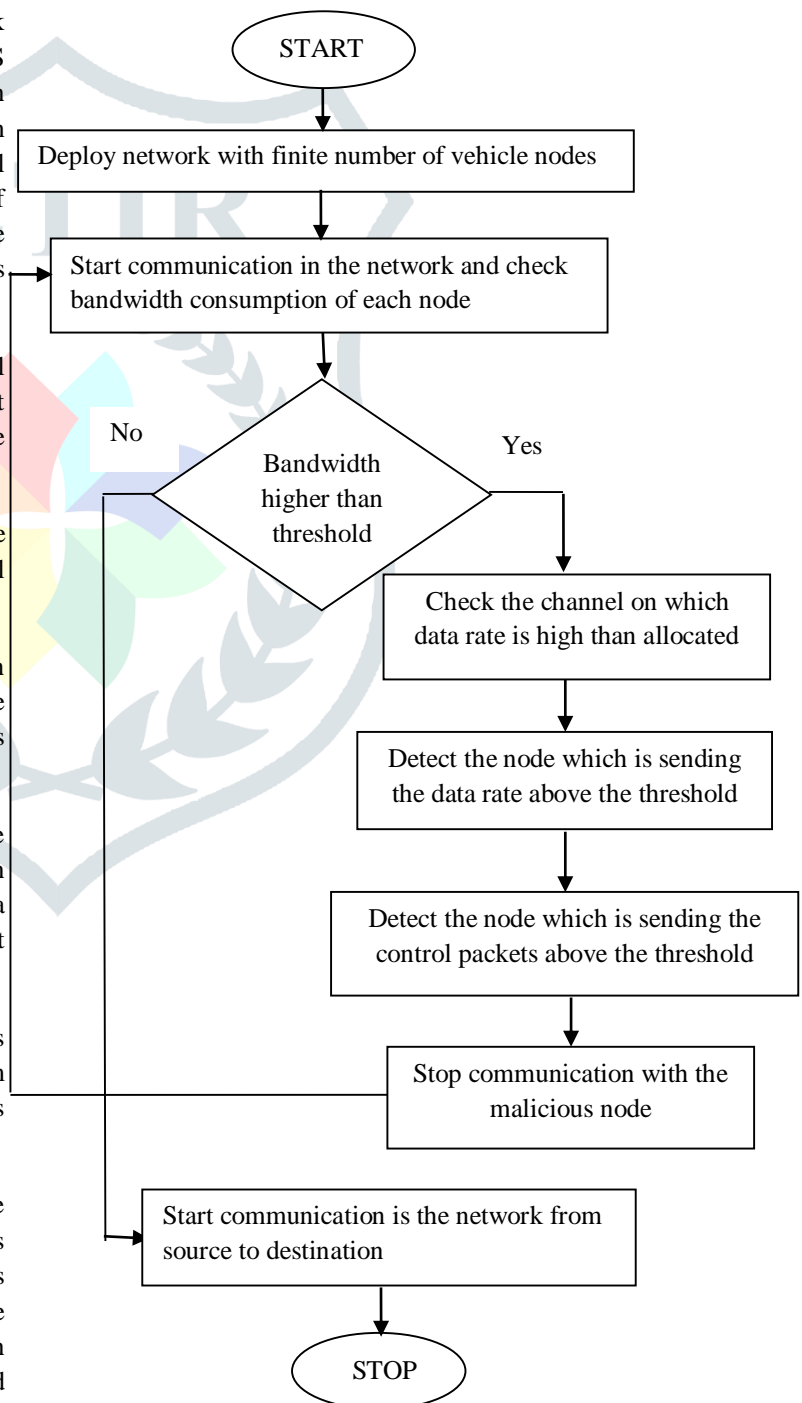 START
Deploy network with finite number of vehicle nodes
Start communication in the network and check
bandwidth consumption of each node
No
Yes
Bandwidth
higher than
threshold
Check the channel on which
data rate is high than allocated
Detect the node which is sending
the data rate above the threshold
Detect the node which is sending the
control packets above the threshold
Stop communication with the
malicious node
Start communication is the network from
source to destination
STOP